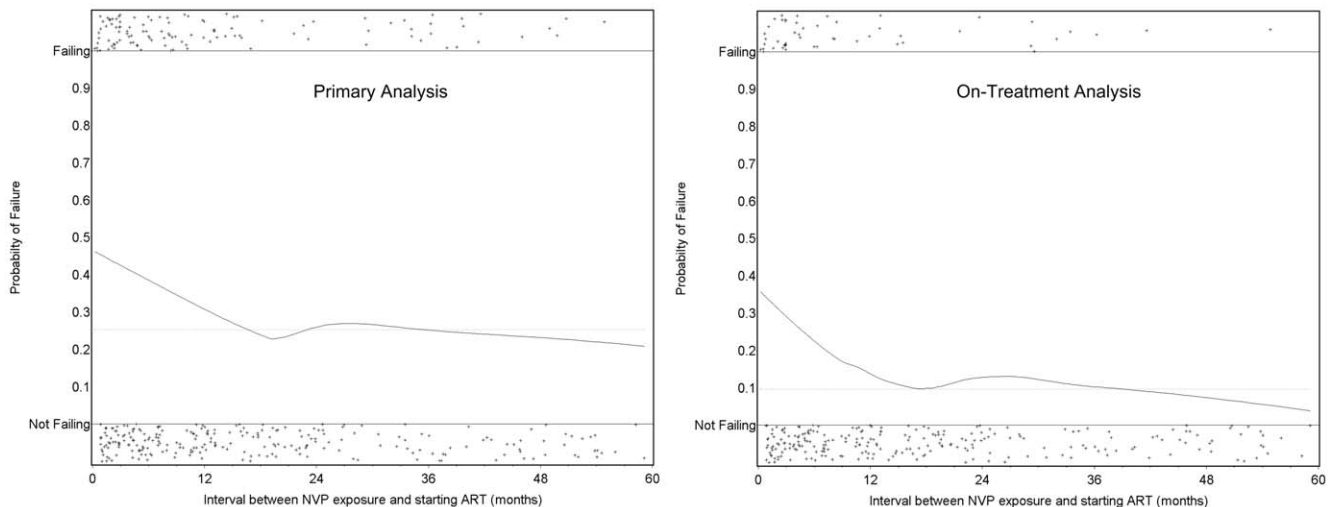 Failing
0.9
Primary Analysis
0.8
0.7
0.6
0.5
0.4
0.3
0.2
0.1
Not Failing
Probabilty of Failure
0 12 24 36 48 60
Interval between NVP exposure and starting ART (months)
Failing
0.9
On-Treatment Analysis
0.8
0.7
0.6
0.5
0.4
0.3
0.2
0.1
Not Failing
Probability of Failure
0 12 24 36 48 60
Interval between NVP exposure and starting ART (months)